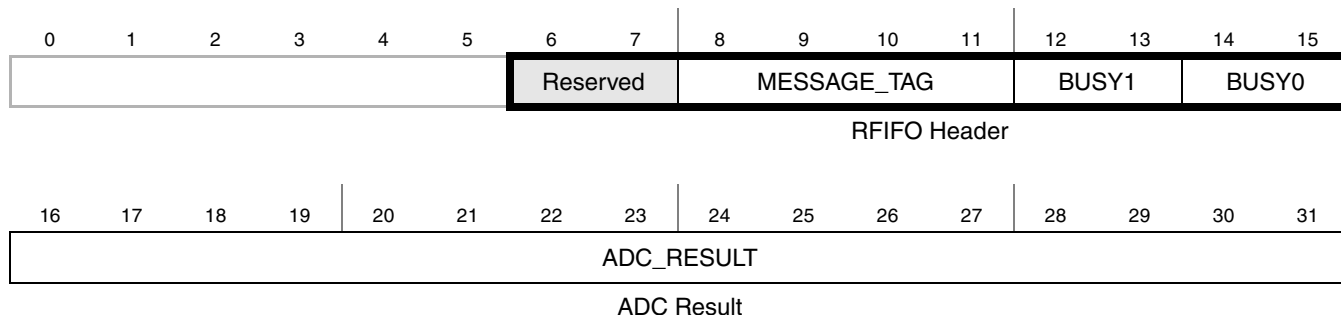 0 1 2 3 4 5 6 7 8 9 10 11 12 13 14 15
Reserved MESSAGE_TAG BUSY1 BUSY0
RFIFO Header
16 17 18 19 20 21 22 23 24 25 26 27 28 29 30 31
ADC_RESULT
ADC Result